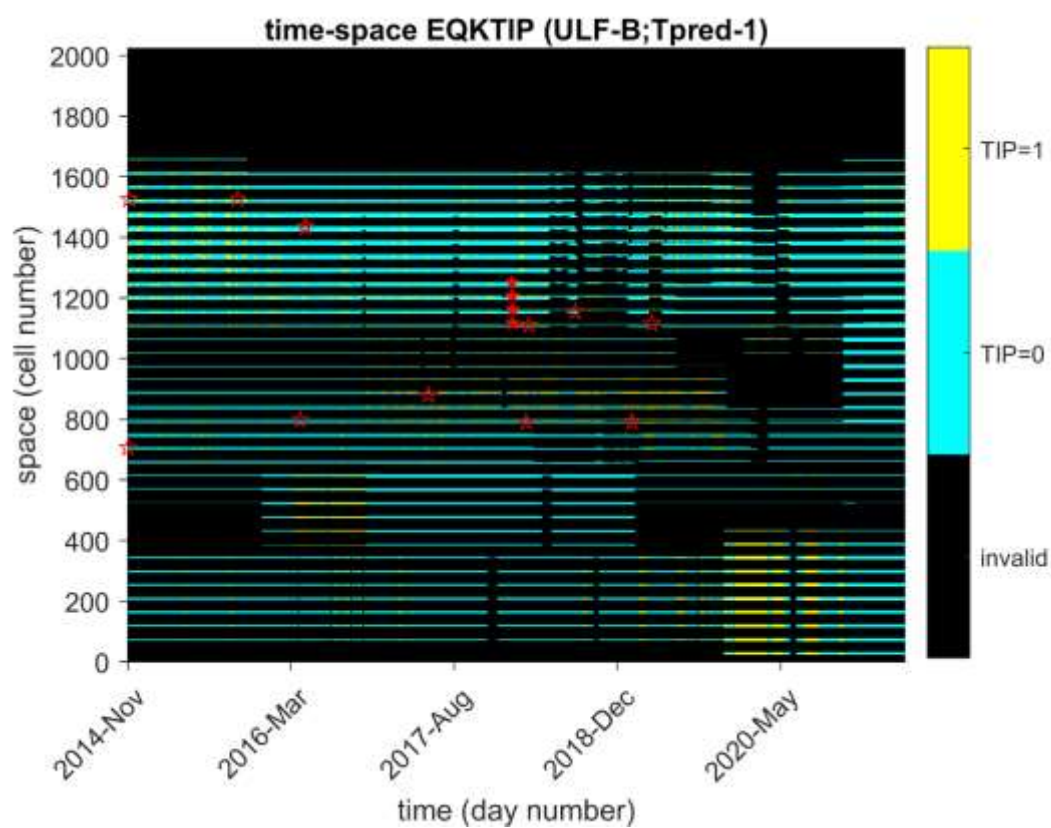 time-space EQKTIP (ULF-B;Tpred-1)
2000
1800
1600
1400
1200
1000
800
600
400
200
0
space (cell number)
2014-Nov
2016-Mar
2017-Aug
2018-Dec
2020-May
time (day number)
TIP=1
TIP=0
invalid